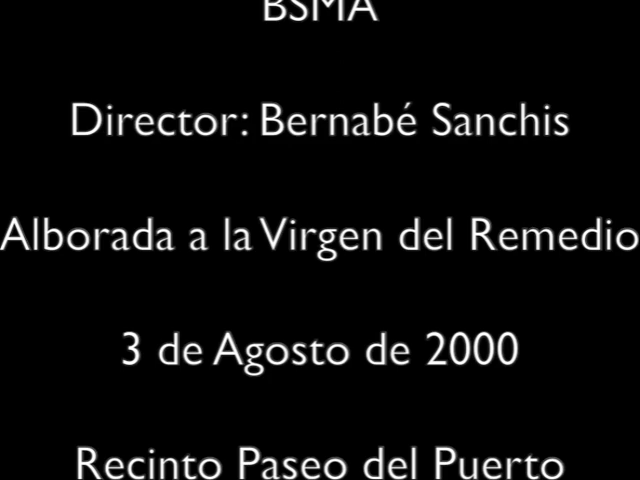 BSMA
Director: Bernabé Sanchis
Alborada a la Virgen del Remedio
3 de Agosto de 2000
Recinto Paseo del Puerto